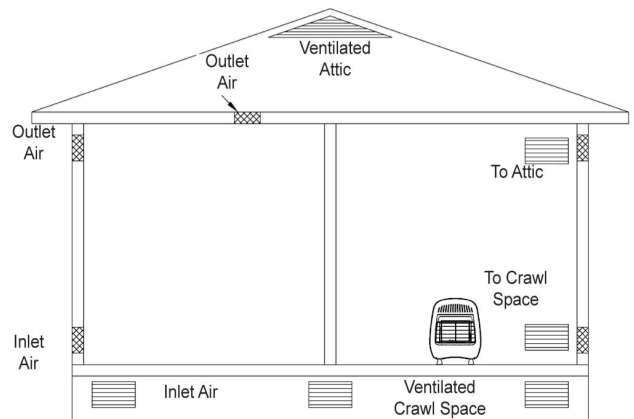 Ventilated
Attic
Outlet
Air
Outlet
Air
To Attic
To Crawl
Space
Inlet
Air
Inlet Air
Ventilated
Crawl Space